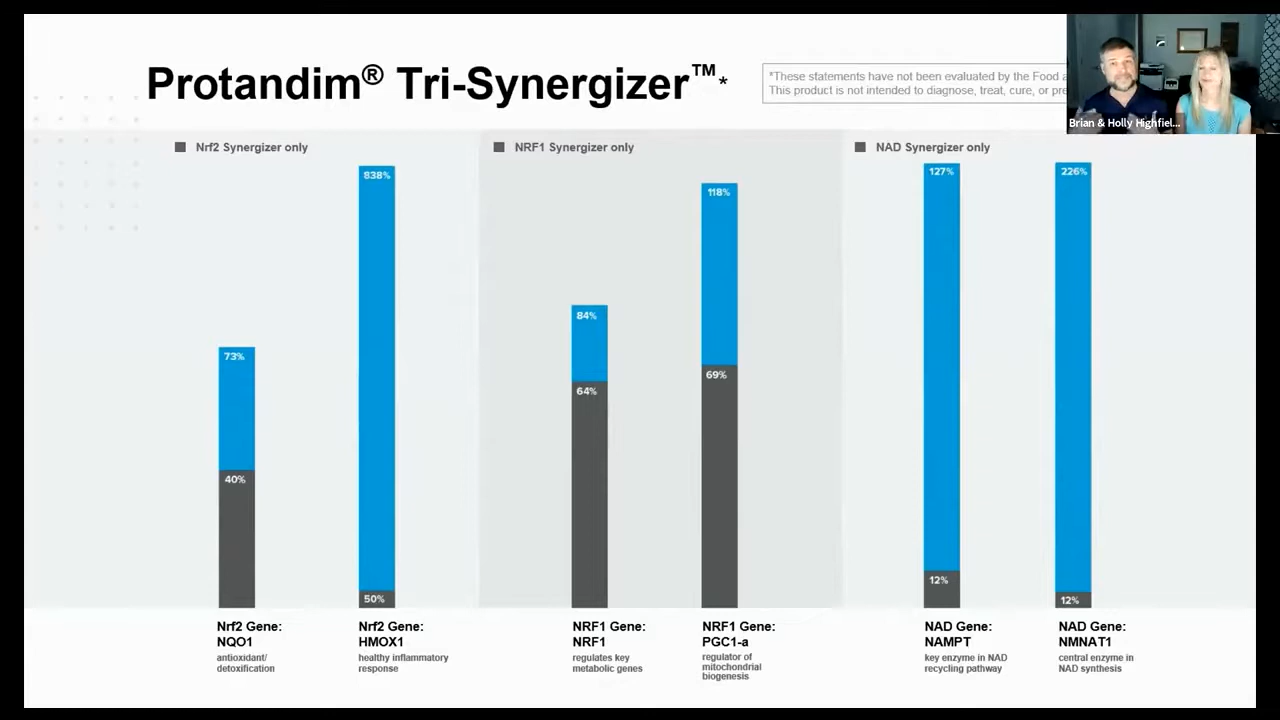 Protandim® Tri-Synergizer™*
*These statements have not been evaluated by the Food a
This product is not intended to diagnose, treat, cure, or pre
Brian & Holly Highfiel...
Nrf2 Synergizer only
NRF1 Synergizer only
NAD Synergizer only
73%
40%
838%
50%
84%
64%
118%
69%
127%
12%
226%
12%
Nrf2 Gene:
NQO1
antioxidant/
detoxification
Nrf2 Gene:
HMOX1
healthy inflammatory
response
NRF1 Gene:
NRF1
regulates key
metabolic genes
NRF1 Gene:
PGC1-a
regulator of
mitochondrial
biogenesis
NAD Gene:
NAMPT
key enzyme in NAD
recycling pathway
NAD Gene:
NMNAT1
central enzyme in
NAD synthesis